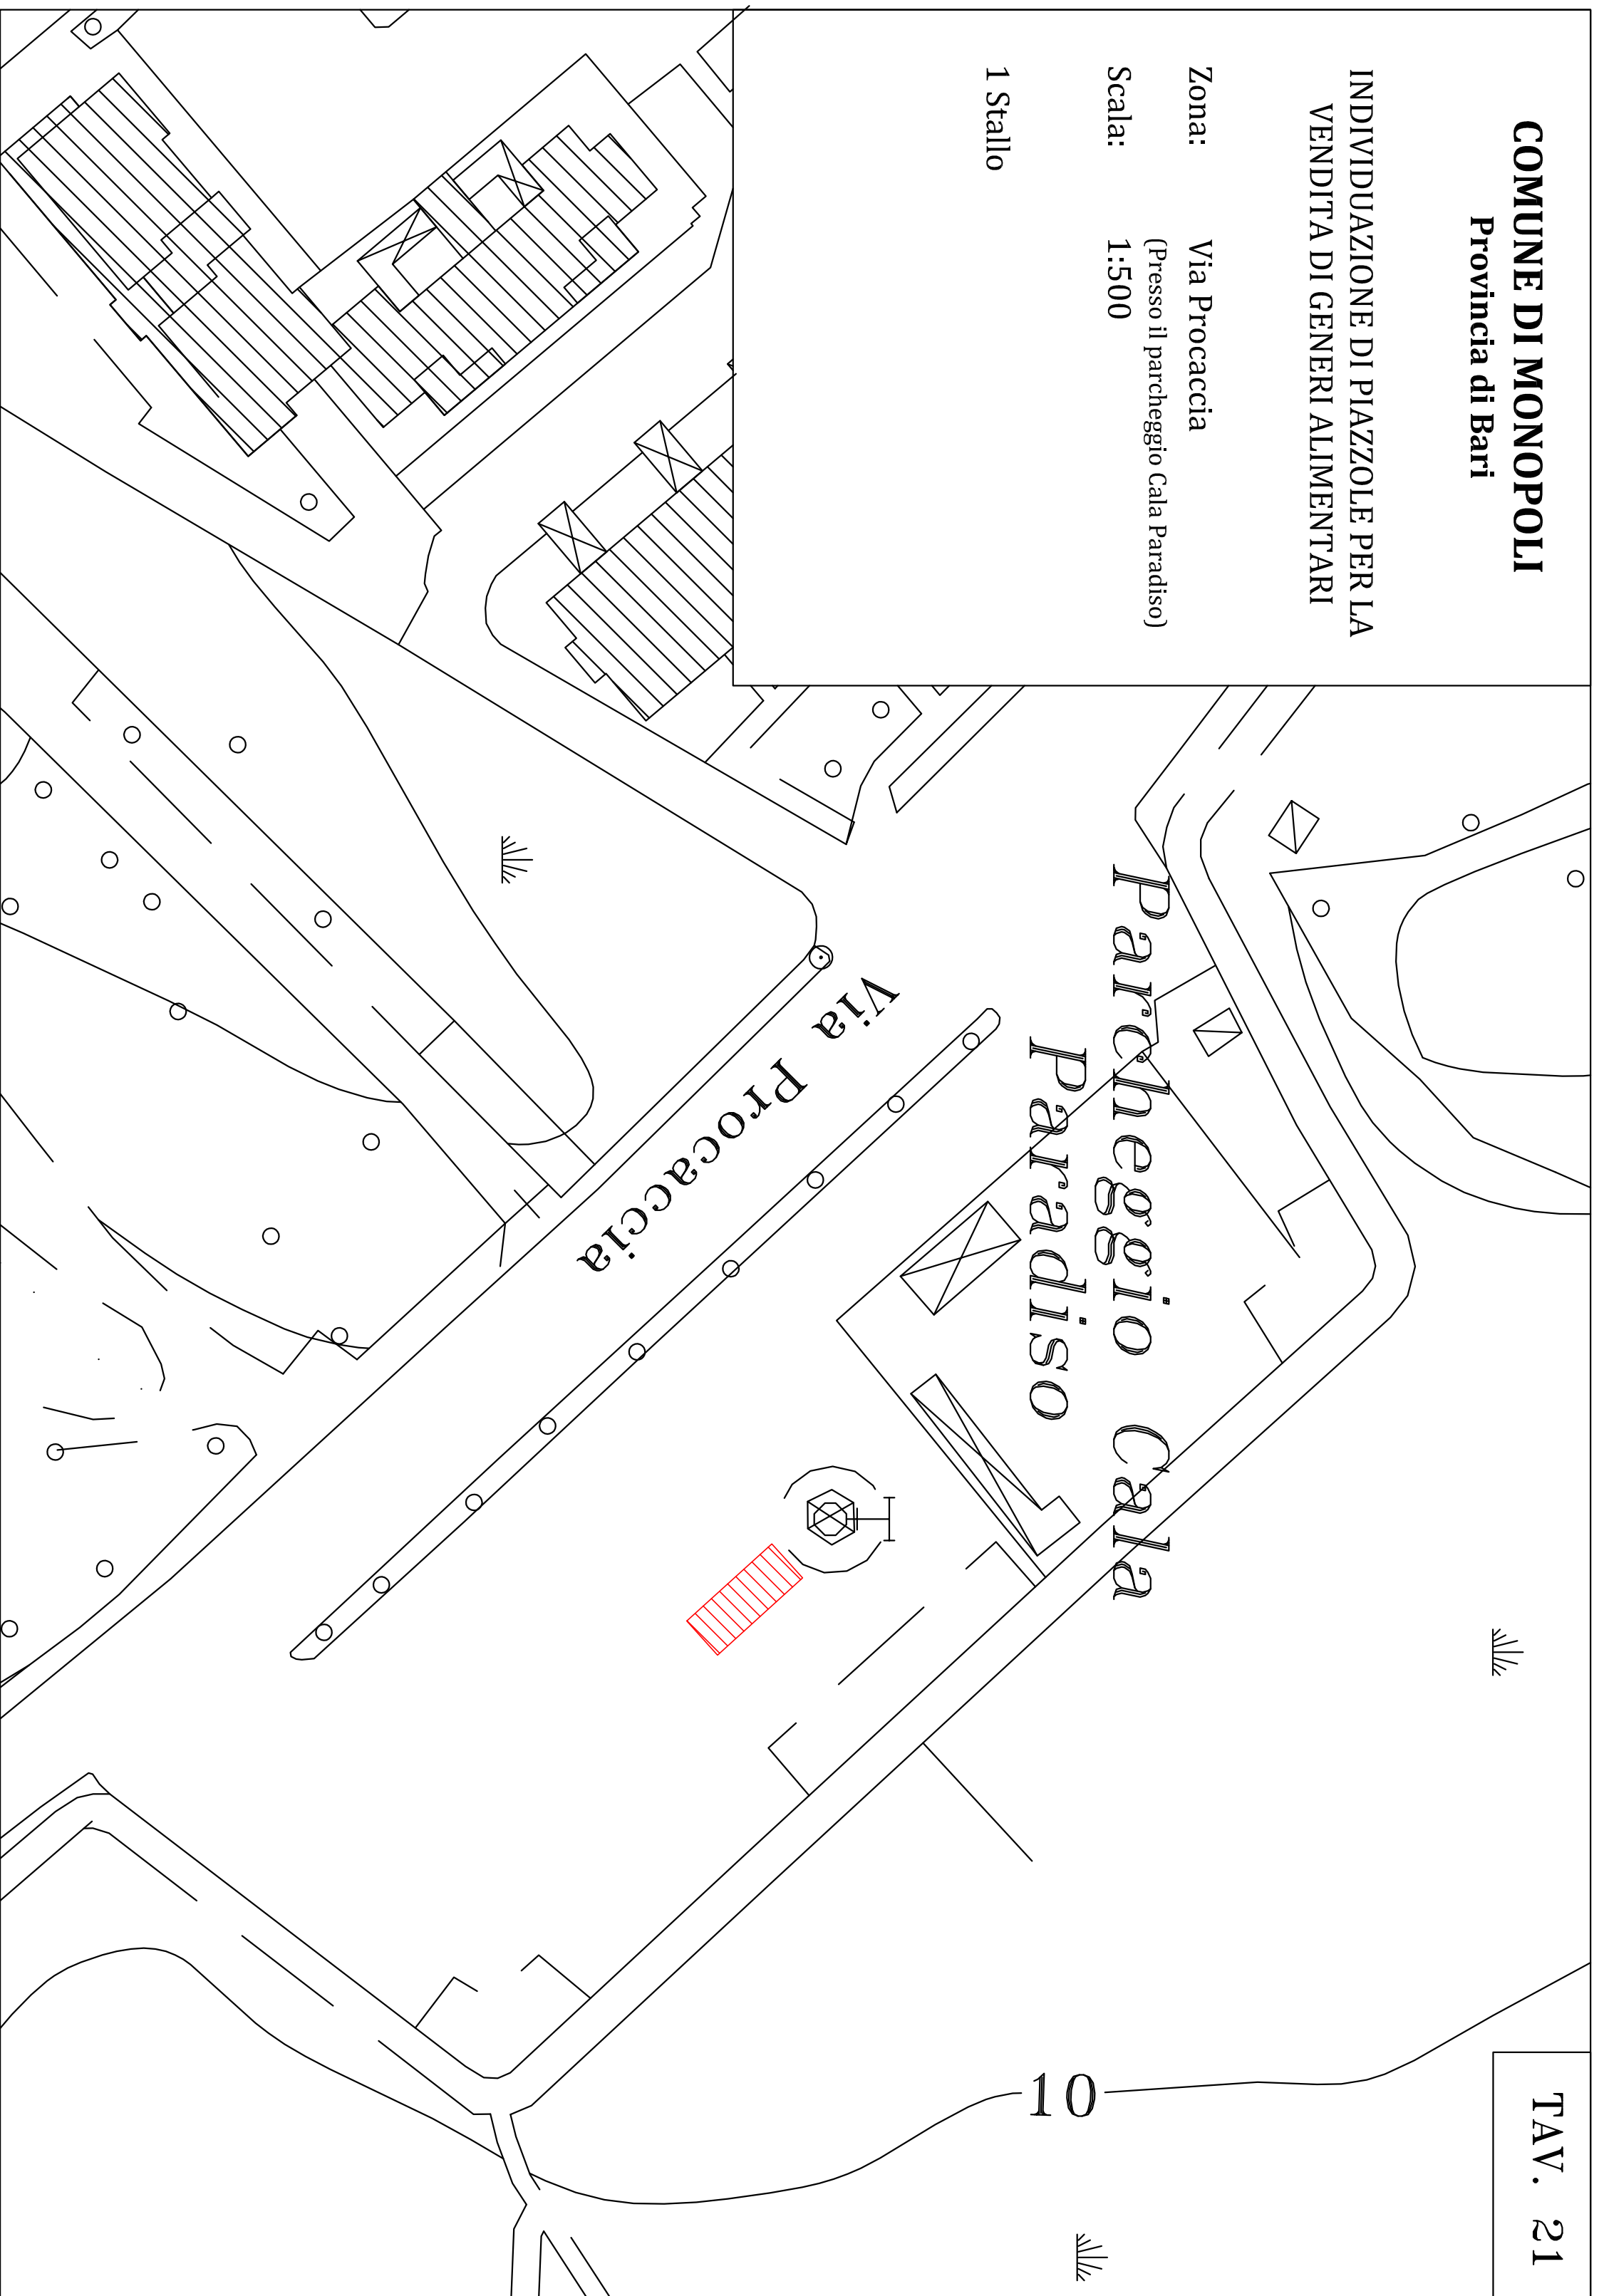 COMUNE DI MONOPOLI
Provincia di Bari
INDIVIDUAZIONE DI PIAZZOLE PER LA
VENDITA DI GENERI ALIMENTARI
Zona: Via Procaccia
(Presso il parcheggio Cala Paradiso)
Scala: 1:500
1 Stallo
Parcheggio Cala
Paradiso
Via Procaccia
10
TAV. 21